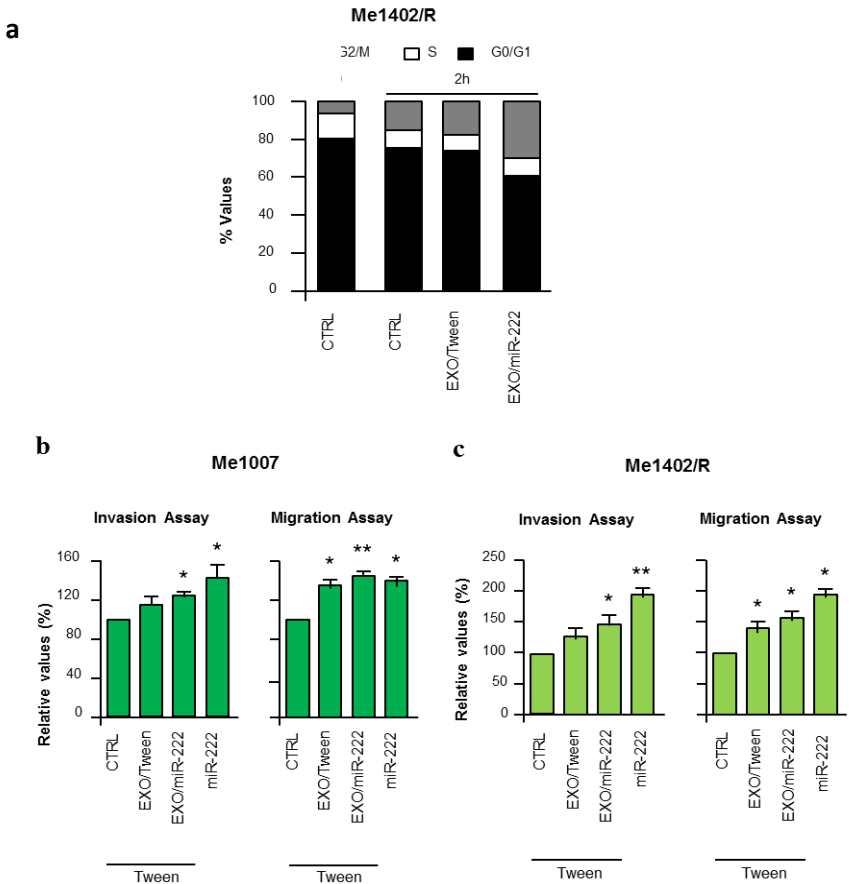 Me1402/R
a
G2/M S G0/G1
2h
% Values
100
80
60
40
20
0
CTRL
CTRL
EXO/Tween
EXO/miR-222
b
Me1007
Invasion Assay
Migration Assay
Relative values (%)
160
120
80
40
0
*
*
*
**
*
CTRL
EXO/Tween
EXO/miR-222
miR-222
CTRL
EXO/Tween
EXO/miR-222
miR-222
Tween
Tween
c
Me1402/R
Invasion Assay
Migration Assay
Relative values (%)
250
200
150
100
50
0
*
**
*
*
*
CTRL
EXO/Tween
EXO/miR-222
miR-222
CTRL
EXO/Tween
EXO/miR-222
miR-222
Tween
Tween